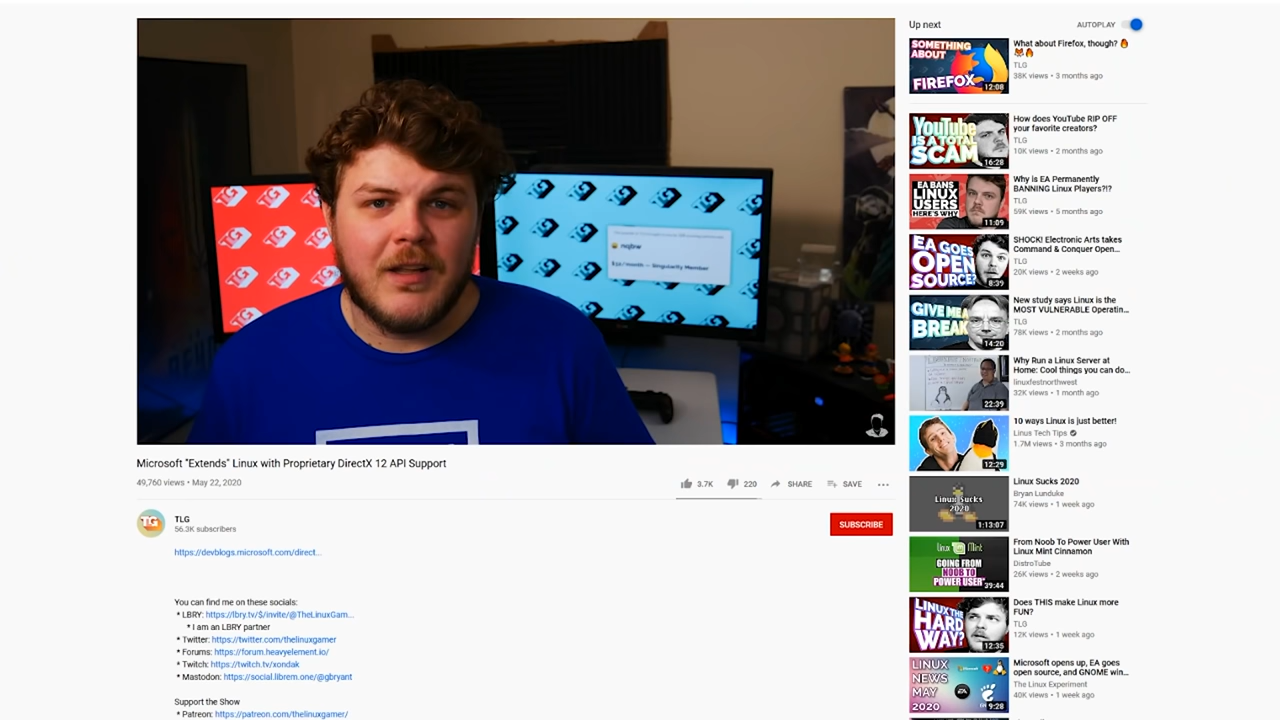 TG
Singularity Member
Microsoft "Extends" Linux with Proprietary DirectX 12 API Support
49,760 views • May 22, 2020
3.7K
220
SHARE
SAVE
TG
TLG
56.3K subscribers
SUBSCRIBE
https://devblogs.microsoft.com/direct...
You can find me on these socials:
* LBRY: https://lbry.tv/$/invite/@TheLinuxGam...
* I am an LBRY partner
* Twitter: https://twitter.com/thelinuxgamer
* Forums: https://forum.heavyelement.io/
* Twitch: https://twitch.tv/xondak
* Mastodon: https://social.librem.one/@gbryant
Support the Show
* Patreon: https://patreon.com/thelinuxgamer/
Up next
AUTOPLAY
SOMETHING
ABOUT
FIREFOX
12:08
What about Firefox, though? 🔥
🦊🔥
TLG
38K views • 3 months ago
YouTube
IS A TOTAL
SCAM
16:28
How does YouTube RIP OFF
your favorite creators?
TLG
10K views • 2 months ago
EA BANS
LINUX
USERS
HERE'S WHY
11:09
Why is EA Permanently
BANNING Linux Players?!?
TLG
59K views • 5 months ago
EA GOES
OPEN
SOURCE?
8:39
SHOCK! Electronic Arts takes
Command & Conquer Open...
TLG
20K views • 2 weeks ago
GIVE ME A
BREAK
14:20
New study says Linux is the
MOST VULNERABLE Operatin...
TLG
78K views • 2 months ago
22:39
Why Run a Linux Server at
Home: Cool things you can do...
linuxfestnorthwest
32K views • 1 month ago
12:29
10 ways Linux is just better!
Linus Tech Tips
1.7M views • 3 months ago
Linux Sucks
2020
1:13:07
Linux Sucks 2020
Bryan Lunduke
74K views • 1 week ago
Linux Mint
GOING FROM
NOOB TO
POWER USER
39:44
From Noob To Power User With
Linux Mint Cinnamon
DistroTube
26K views • 2 weeks ago
LINUX THE
HARD
WAY?
12:35
Does THIS make Linux more
FUN?
TLG
12K views • 1 week ago
LINUX
NEWS
MAY
2020
Microsoft
EA
9:28
Microsoft opens up, EA goes
open source, and GNOME win...
The Linux Experiment
40K views • 1 week ago